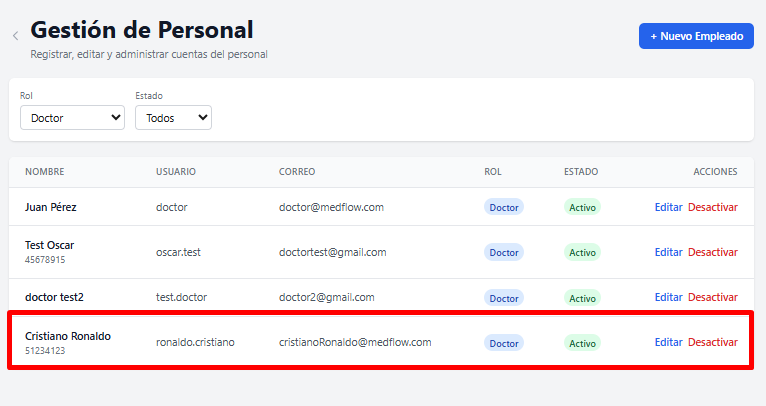 Gestión de Personal
Registrar, editar y administrar cuentas del personal
+ Nuevo Empleado
Rol
Estado
Doctor
Todos
NOMBRE USUARIO CORREO ROL ESTADO ACCIONES
Juan Pérez doctor doctor@medflow.com Doctor Activo Editar Desactivar
Test Oscar
45678915
oscar.test doctortest@gmail.com Doctor Activo Editar Desactivar
doctor test2 test.doctor doctor2@gmail.com Doctor Activo Editar Desactivar
Cristiano Ronaldo
51234123
ronaldo.cristiano cristianoRonaldo@medflow.com Doctor Activo Editar Desactivar